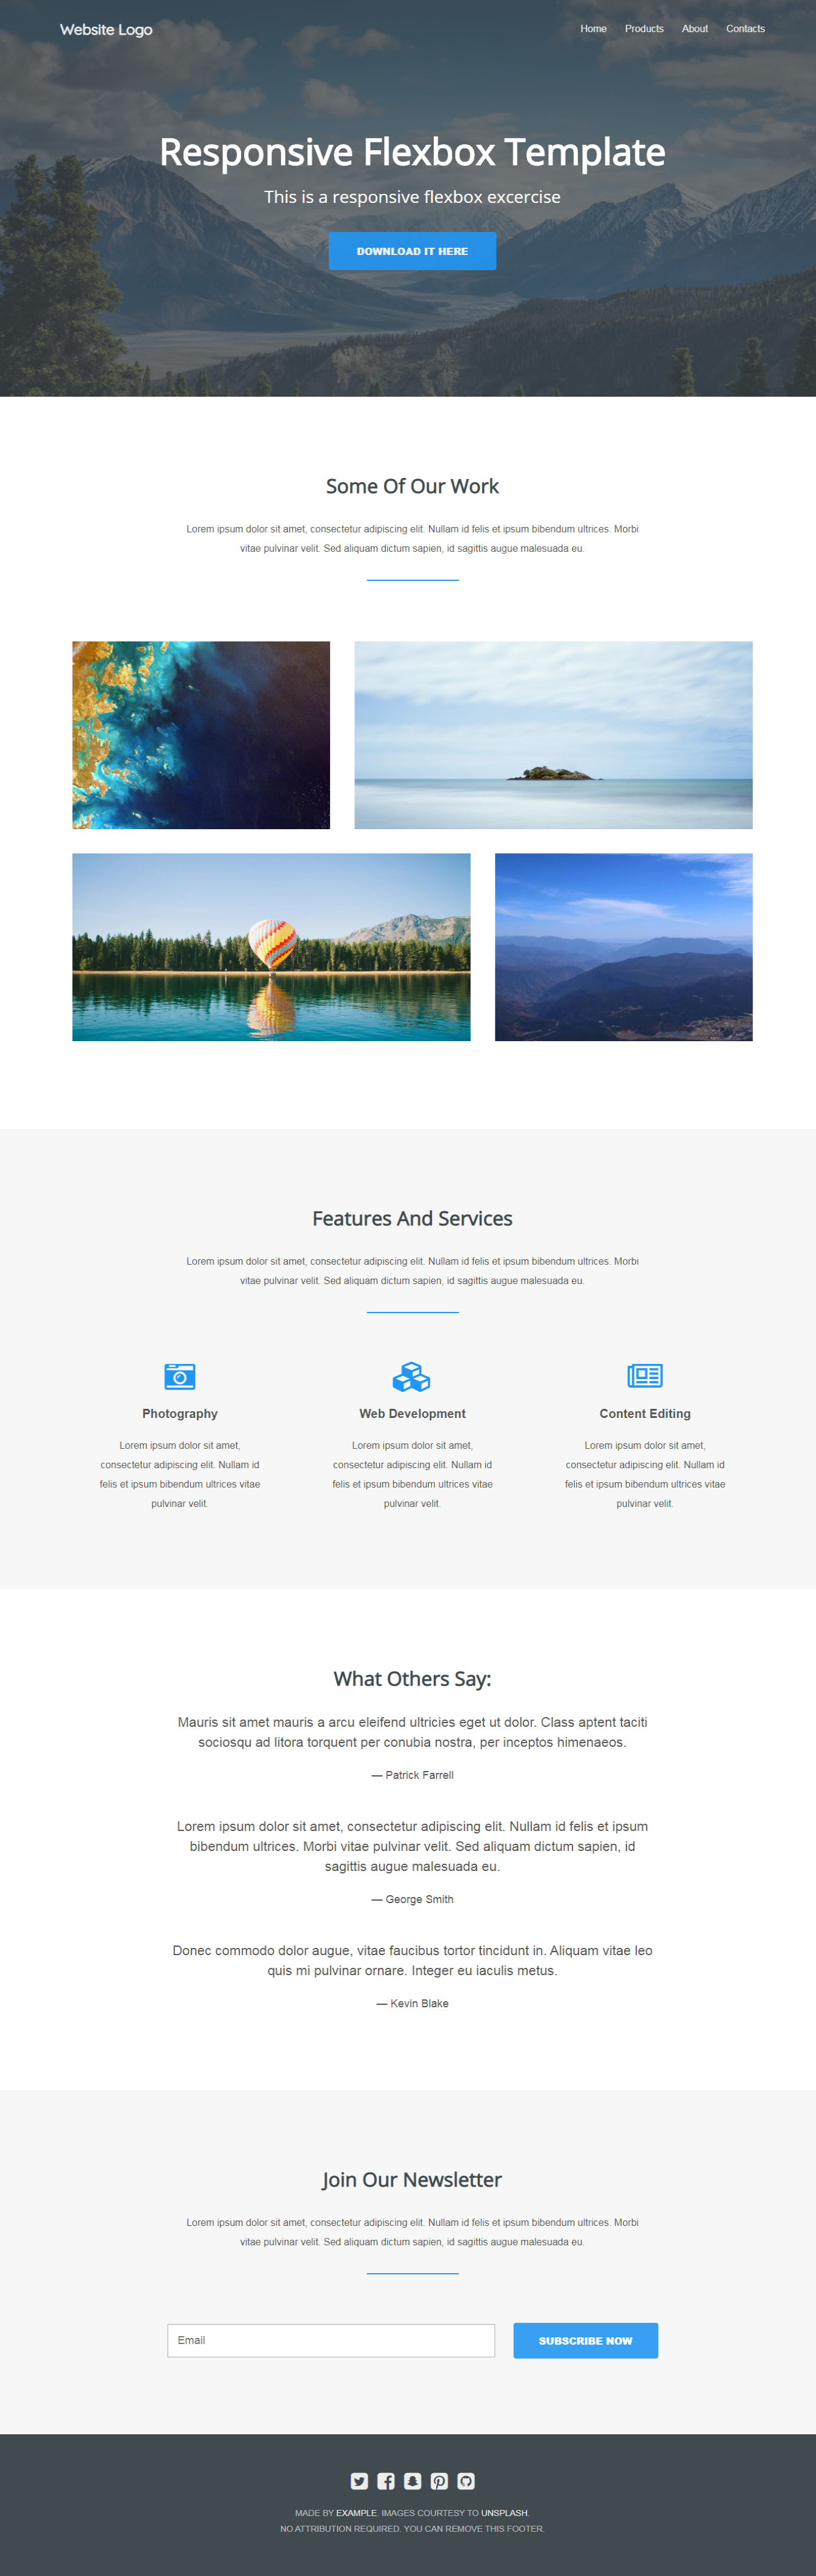 Website Logo
Home Products About Contacts
Responsive Flexbox Template
This is a responsive flexbox excercise
DOWNLOAD IT HERE
Some Of Our Work
Lorem ipsum dolor sit amet, consectetur adipiscing elit. Nullam id felis et ipsum bibendum ultrices. Morbi
vitae pulvinar velit. Sed aliquam dictum sapien, id sagittis augue malesuada eu.
Features And Services
Lorem ipsum dolor sit amet, consectetur adipiscing elit. Nullam id felis et ipsum bibendum ultrices. Morbi
vitae pulvinar velit. Sed aliquam dictum sapien, id sagittis augue malesuada eu.
Photography
Lorem ipsum dolor sit amet,
consectetur adipiscing elit. Nullam id
felis et ipsum bibendum ultrices vitae
pulvinar velit.
Web Development
Lorem ipsum dolor sit amet,
consectetur adipiscing elit. Nullam id
felis et ipsum bibendum ultrices vitae
pulvinar velit.
Content Editing
Lorem ipsum dolor sit amet,
consectetur adipiscing elit. Nullam id
felis et ipsum bibendum ultrices vitae
pulvinar velit.
What Others Say:
Mauris sit amet mauris a arcu eleifend ultricies eget ut dolor. Class aptent taciti
sociosqu ad litora torquent per conubia nostra, per inceptos himenaeos.
— Patrick Farrell
Lorem ipsum dolor sit amet, consectetur adipiscing elit. Nullam id felis et ipsum
bibendum ultrices. Morbi vitae pulvinar velit. Sed aliquam dictum sapien, id
sagittis augue malesuada eu.
— George Smith
Donec commodo dolor augue, vitae faucibus tortor tincidunt in. Aliquam vitae leo
quis mi pulvinar ornare. Integer eu iaculis metus.
— Kevin Blake
Join Our Newsletter
Lorem ipsum dolor sit amet, consectetur adipiscing elit. Nullam id felis et ipsum bibendum ultrices. Morbi
vitae pulvinar velit. Sed aliquam dictum sapien, id sagittis augue malesuada eu.
Email
SUBSCRIBE NOW
MADE BY EXAMPLE. IMAGES COURTESY TO UNSPLASH.
NO ATTRIBUTION REQUIRED. YOU CAN REMOVE THIS FOOTER.